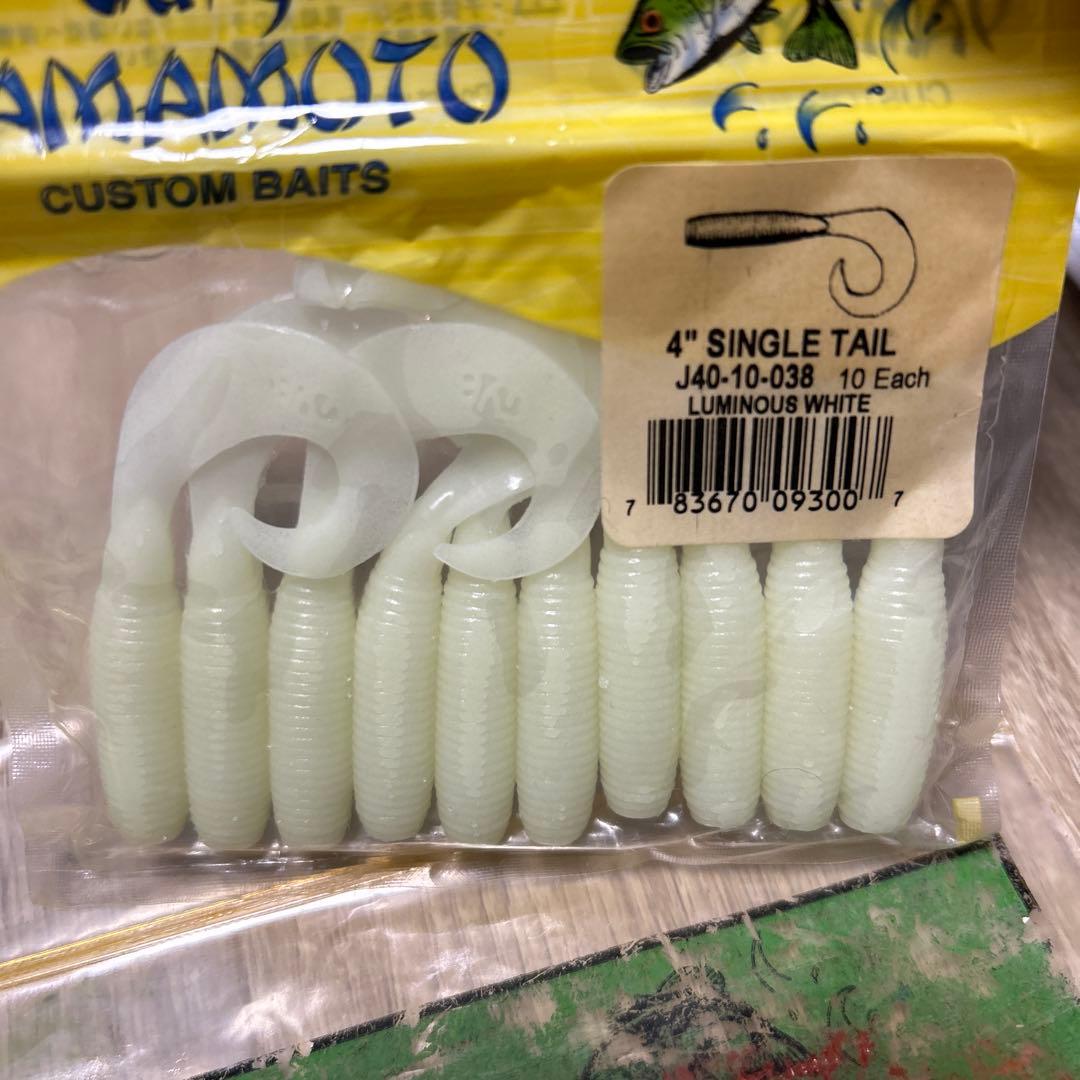 AMAMOTO
CUSTOM BAITS
4" SINGLE TAIL
J40-10-038 10 Each
LUMINOUS WHITE
7 83670 09300 7